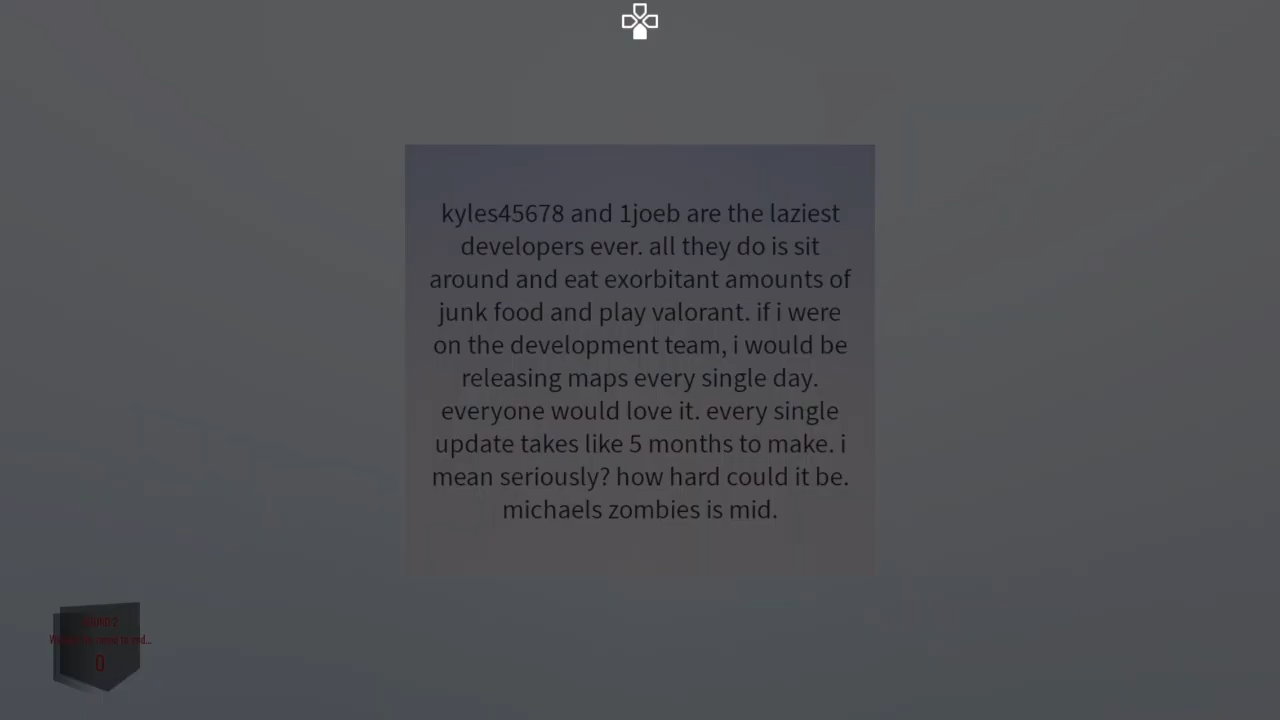 kyles45678 and 1joeb are the laziest
developers ever. all they do is sit
around and eat exorbitant amounts of
junk food and play valorant. if i were
on the development team, i would be
releasing maps every single day.
everyone would love it. every single
update takes like 5 months to make. i
mean seriously? how hard could it be.
michaels zombies is mid.
ROUND 2
0